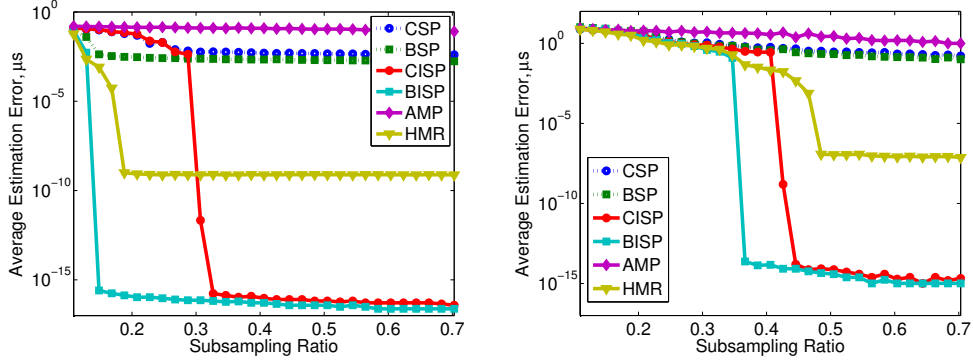 Average Estimation Error,µs
10^0
10^-5
10^-10
10^-15
0.2 0.3 0.4 0.5 0.6 0.7
Subsampling Ratio
CSP
BSP
CISP
BISP
AMP
HMR
Average Estimation Error,µs
10^0
10^-5
10^-10
10^-15
0.2 0.3 0.4 0.5 0.6 0.7
Subsampling Ratio
CSP
BSP
CISP
BISP
AMP
HMR